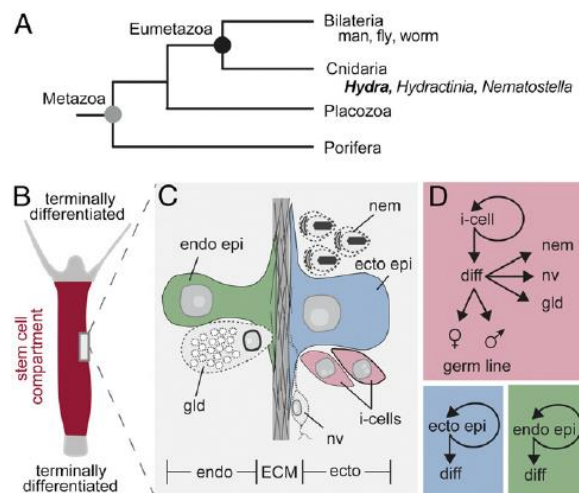 A
Eumetazoa
Bilateria
man, fly, worm
Cnidaria
Hydra, Hydractinia, Nematostella
Metazoa
Placozoa
Porifera
B
terminally
differentiated
stem cell
compartment
terminally
differentiated
C
nem
endo epi
ecto epi
gld
i-cells
nv
endo
ECM
ecto
D
i-cell
nem
diff
nv
gld
♀ ♂
germ line
ecto epi
diff
endo epi
diff